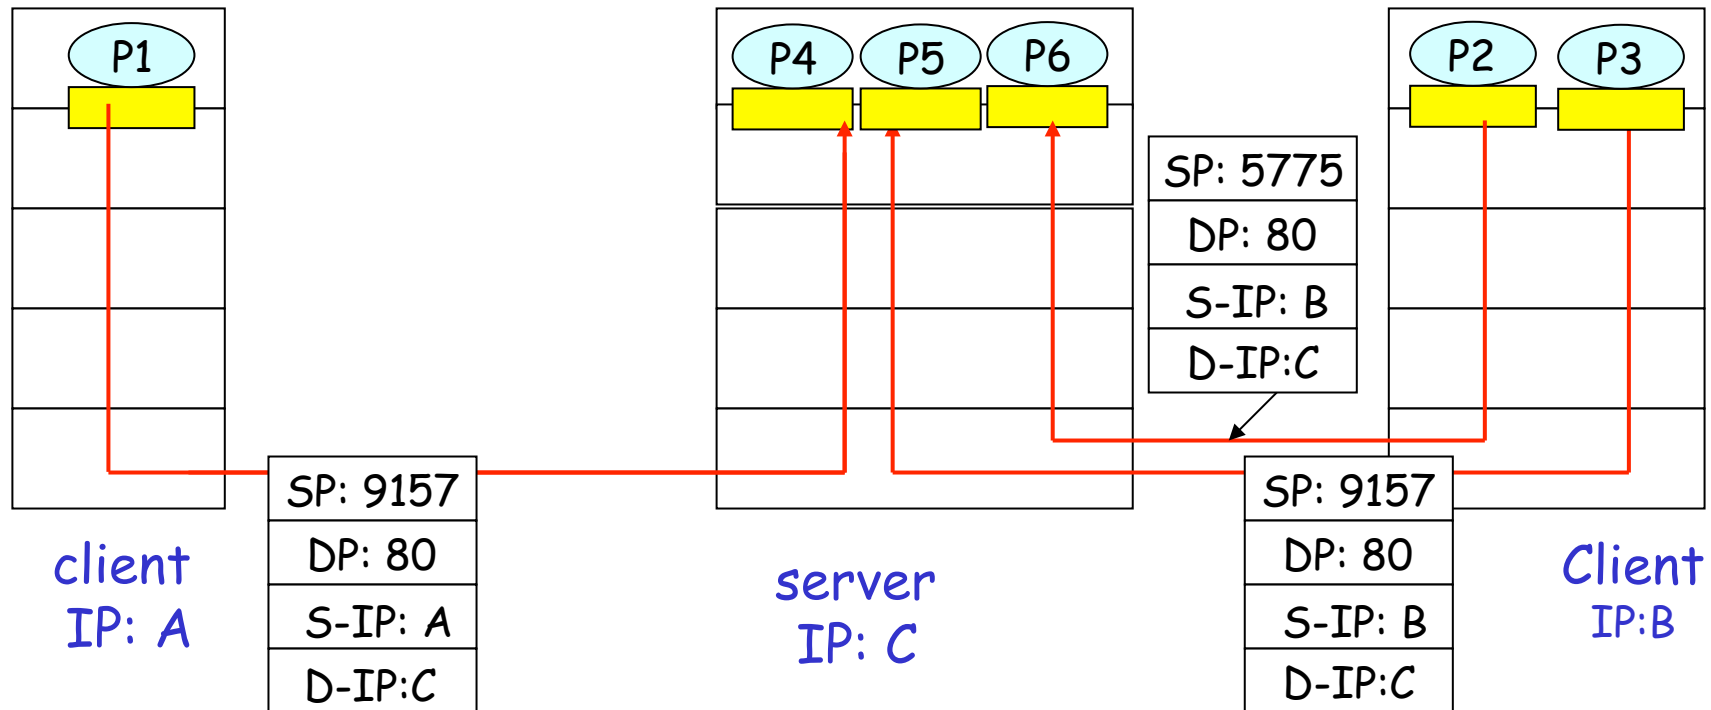 P1
P4
P5
P6
P2
P3
SP: 5775
DP: 80
S-IP: B
D-IP:C
SP: 9157
DP: 80
S-IP: A
D-IP:C
SP: 9157
DP: 80
S-IP: B
D-IP:C
client
IP: A
server
IP: C
Client
IP:B